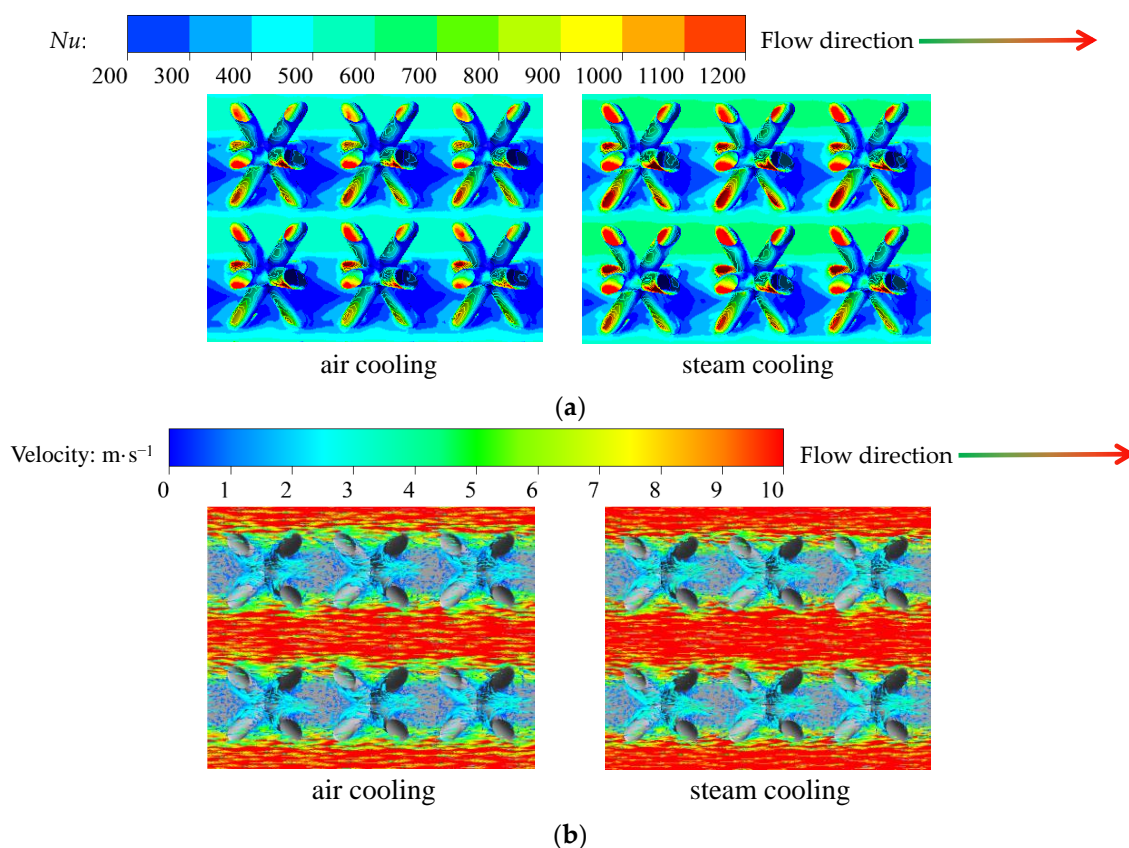 Nu: Flow direction
200 300 400 500 600 700 800 900 1000 1100 1200
air cooling steam cooling
(a)
Velocity: m·s⁻¹ Flow direction
0 1 2 3 4 5 6 7 8 9 10
air cooling steam cooling
(b)